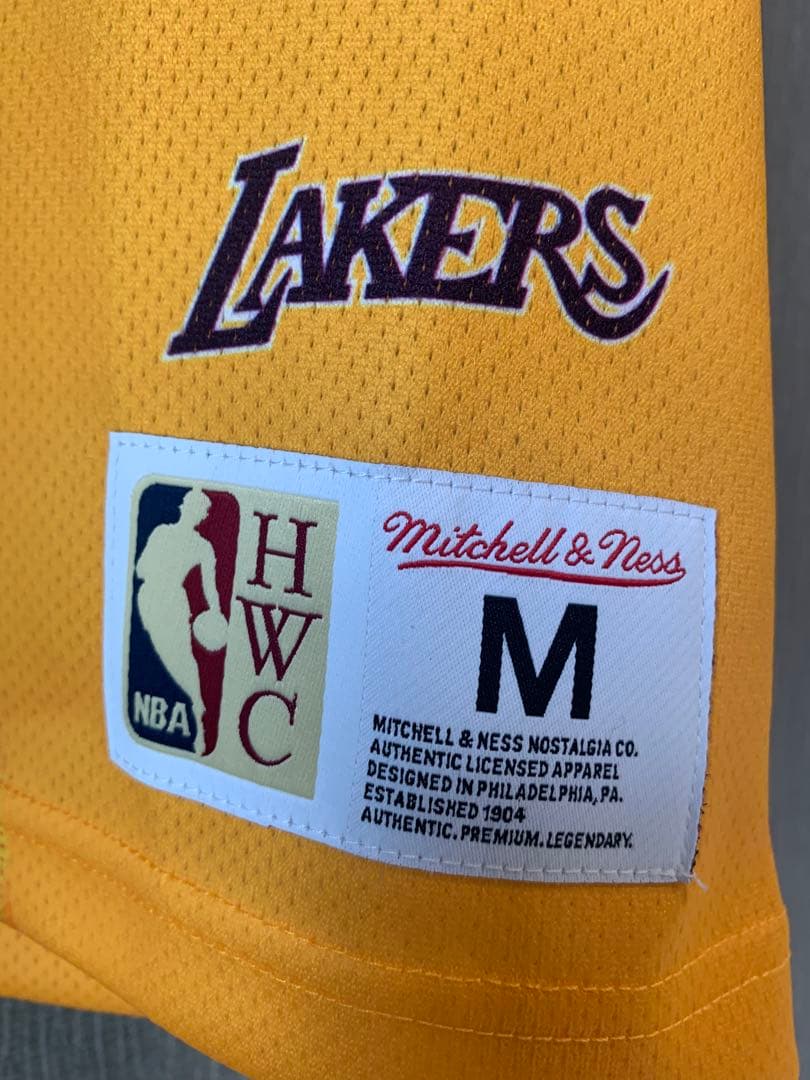 LAKERS
NBA
H
W
C
Mitchell & Ness
M
MITCHELL & NESS NOSTALGIA CO.
AUTHENTIC LICENSED APPAREL
DESIGNED IN PHILADELPHIA, PA.
ESTABLISHED 1904
AUTHENTIC. PREMIUM. LEGENDARY.